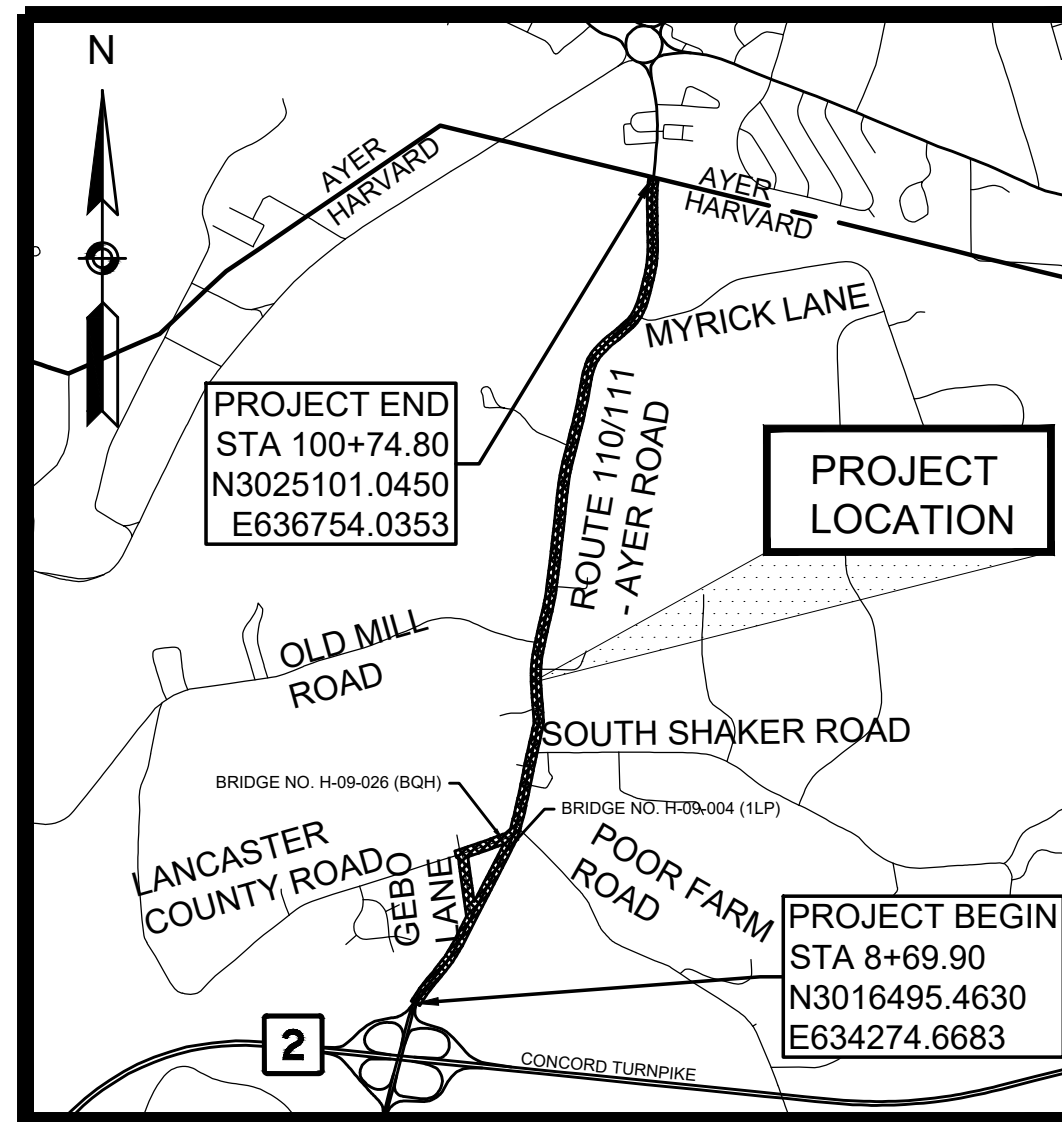 N
AYER
HARVARD
AYER
HARVARD
MYRICK LANE
PROJECT END
STA 100+74.80
N3025101.0450
E636754.0353
ROUTE 110/111
- AYER ROAD
PROJECT
LOCATION
OLD MILL
ROAD
SOUTH SHAKER ROAD
BRIDGE NO. H-09-026 (BQH)
BRIDGE NO. H-09-004 (1LP)
LANCASTER
COUNTY ROAD
GEBO
LANE
POOR FARM
ROAD
PROJECT BEGIN
STA 8+69.90
N3016495.4630
E634274.6683
2
CONCORD TURNPIKE